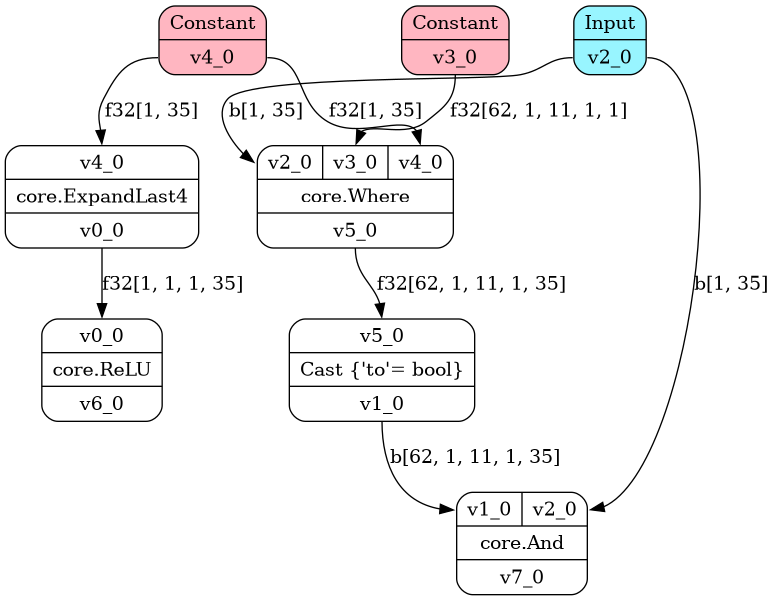 Constant
v4_0
Constant
v3_0
Input
v2_0
f32[1, 35]
b[1, 35]
f32[1, 35]
f32[62, 1, 11, 1, 1]
v4_0
core.ExpandLast4
v0_0
v2_0 v3_0 v4_0
core.Where
v5_0
f32[1, 1, 1, 35]
f32[62, 1, 11, 1, 35]
b[1, 35]
v0_0
core.ReLU
v6_0
v5_0
Cast {'to'= bool}
v1_0
b[62, 1, 11, 1, 35]
v1_0 v2_0
core.And
v7_0